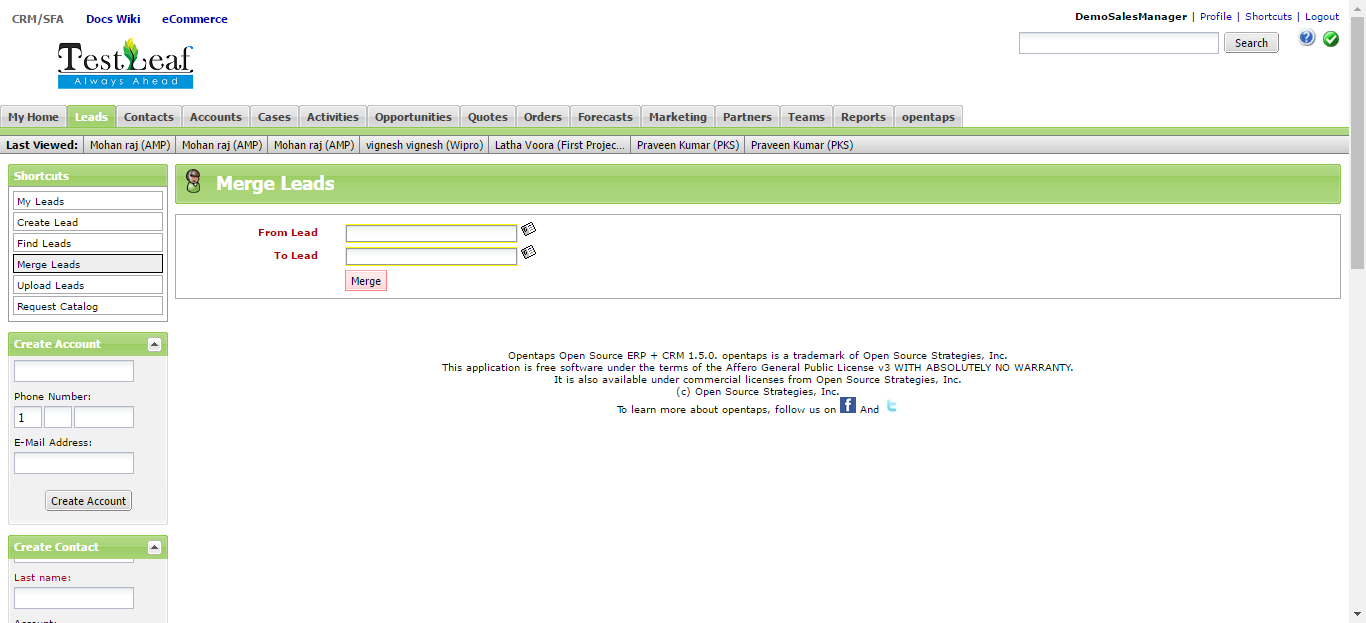 CRM/SFA Docs Wiki eCommerce
DemoSalesManager | Profile | Shortcuts | Logout
Search
TestLeaf
Always Ahead
My Home Leads Contacts Accounts Cases Activities Opportunities Quotes Orders Forecasts Marketing Partners Teams Reports opentaps
Last Viewed: Mohan raj (AMP) Mohan raj (AMP) Mohan raj (AMP) vignesh vignesh (Wipro) Latha Voora (First Projec... Praveen Kumar (PKS) Praveen Kumar (PKS)
Shortcuts
My Leads
Create Lead
Find Leads
Merge Leads
Upload Leads
Request Catalog
Create Account
Phone Number:
1
E-Mail Address:
Create Account
Create Contact
Last name:
Account:
Merge Leads
From Lead
To Lead
Merge
Opentaps Open Source ERP + CRM 1.5.0. opentaps is a trademark of Open Source Strategies, Inc.
This application is free software under the terms of the Affero General Public License v3 WITH ABSOLUTELY NO WARRANTY.
It is also available under commercial licenses from Open Source Strategies, Inc.
(c) Open Source Strategies, Inc.
To learn more about opentaps, follow us on f And t